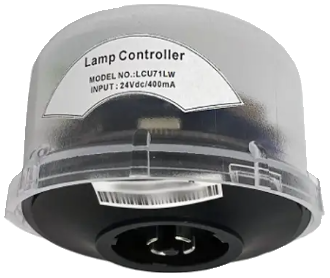 Lamp Controller
MODEL NO.:LCU71LW
INPUT : 24Vdc/400mA